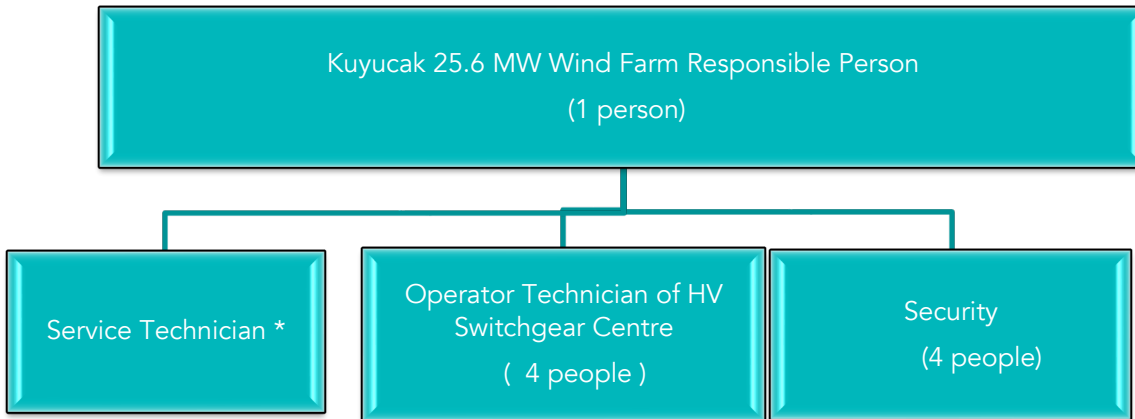 Kuyucak 25.6 MW Wind Farm Responsible Person
(1 person)
Service Technician *
Operator Technician of HV
Switchgear Centre
( 4 people )
Security
(4 people)